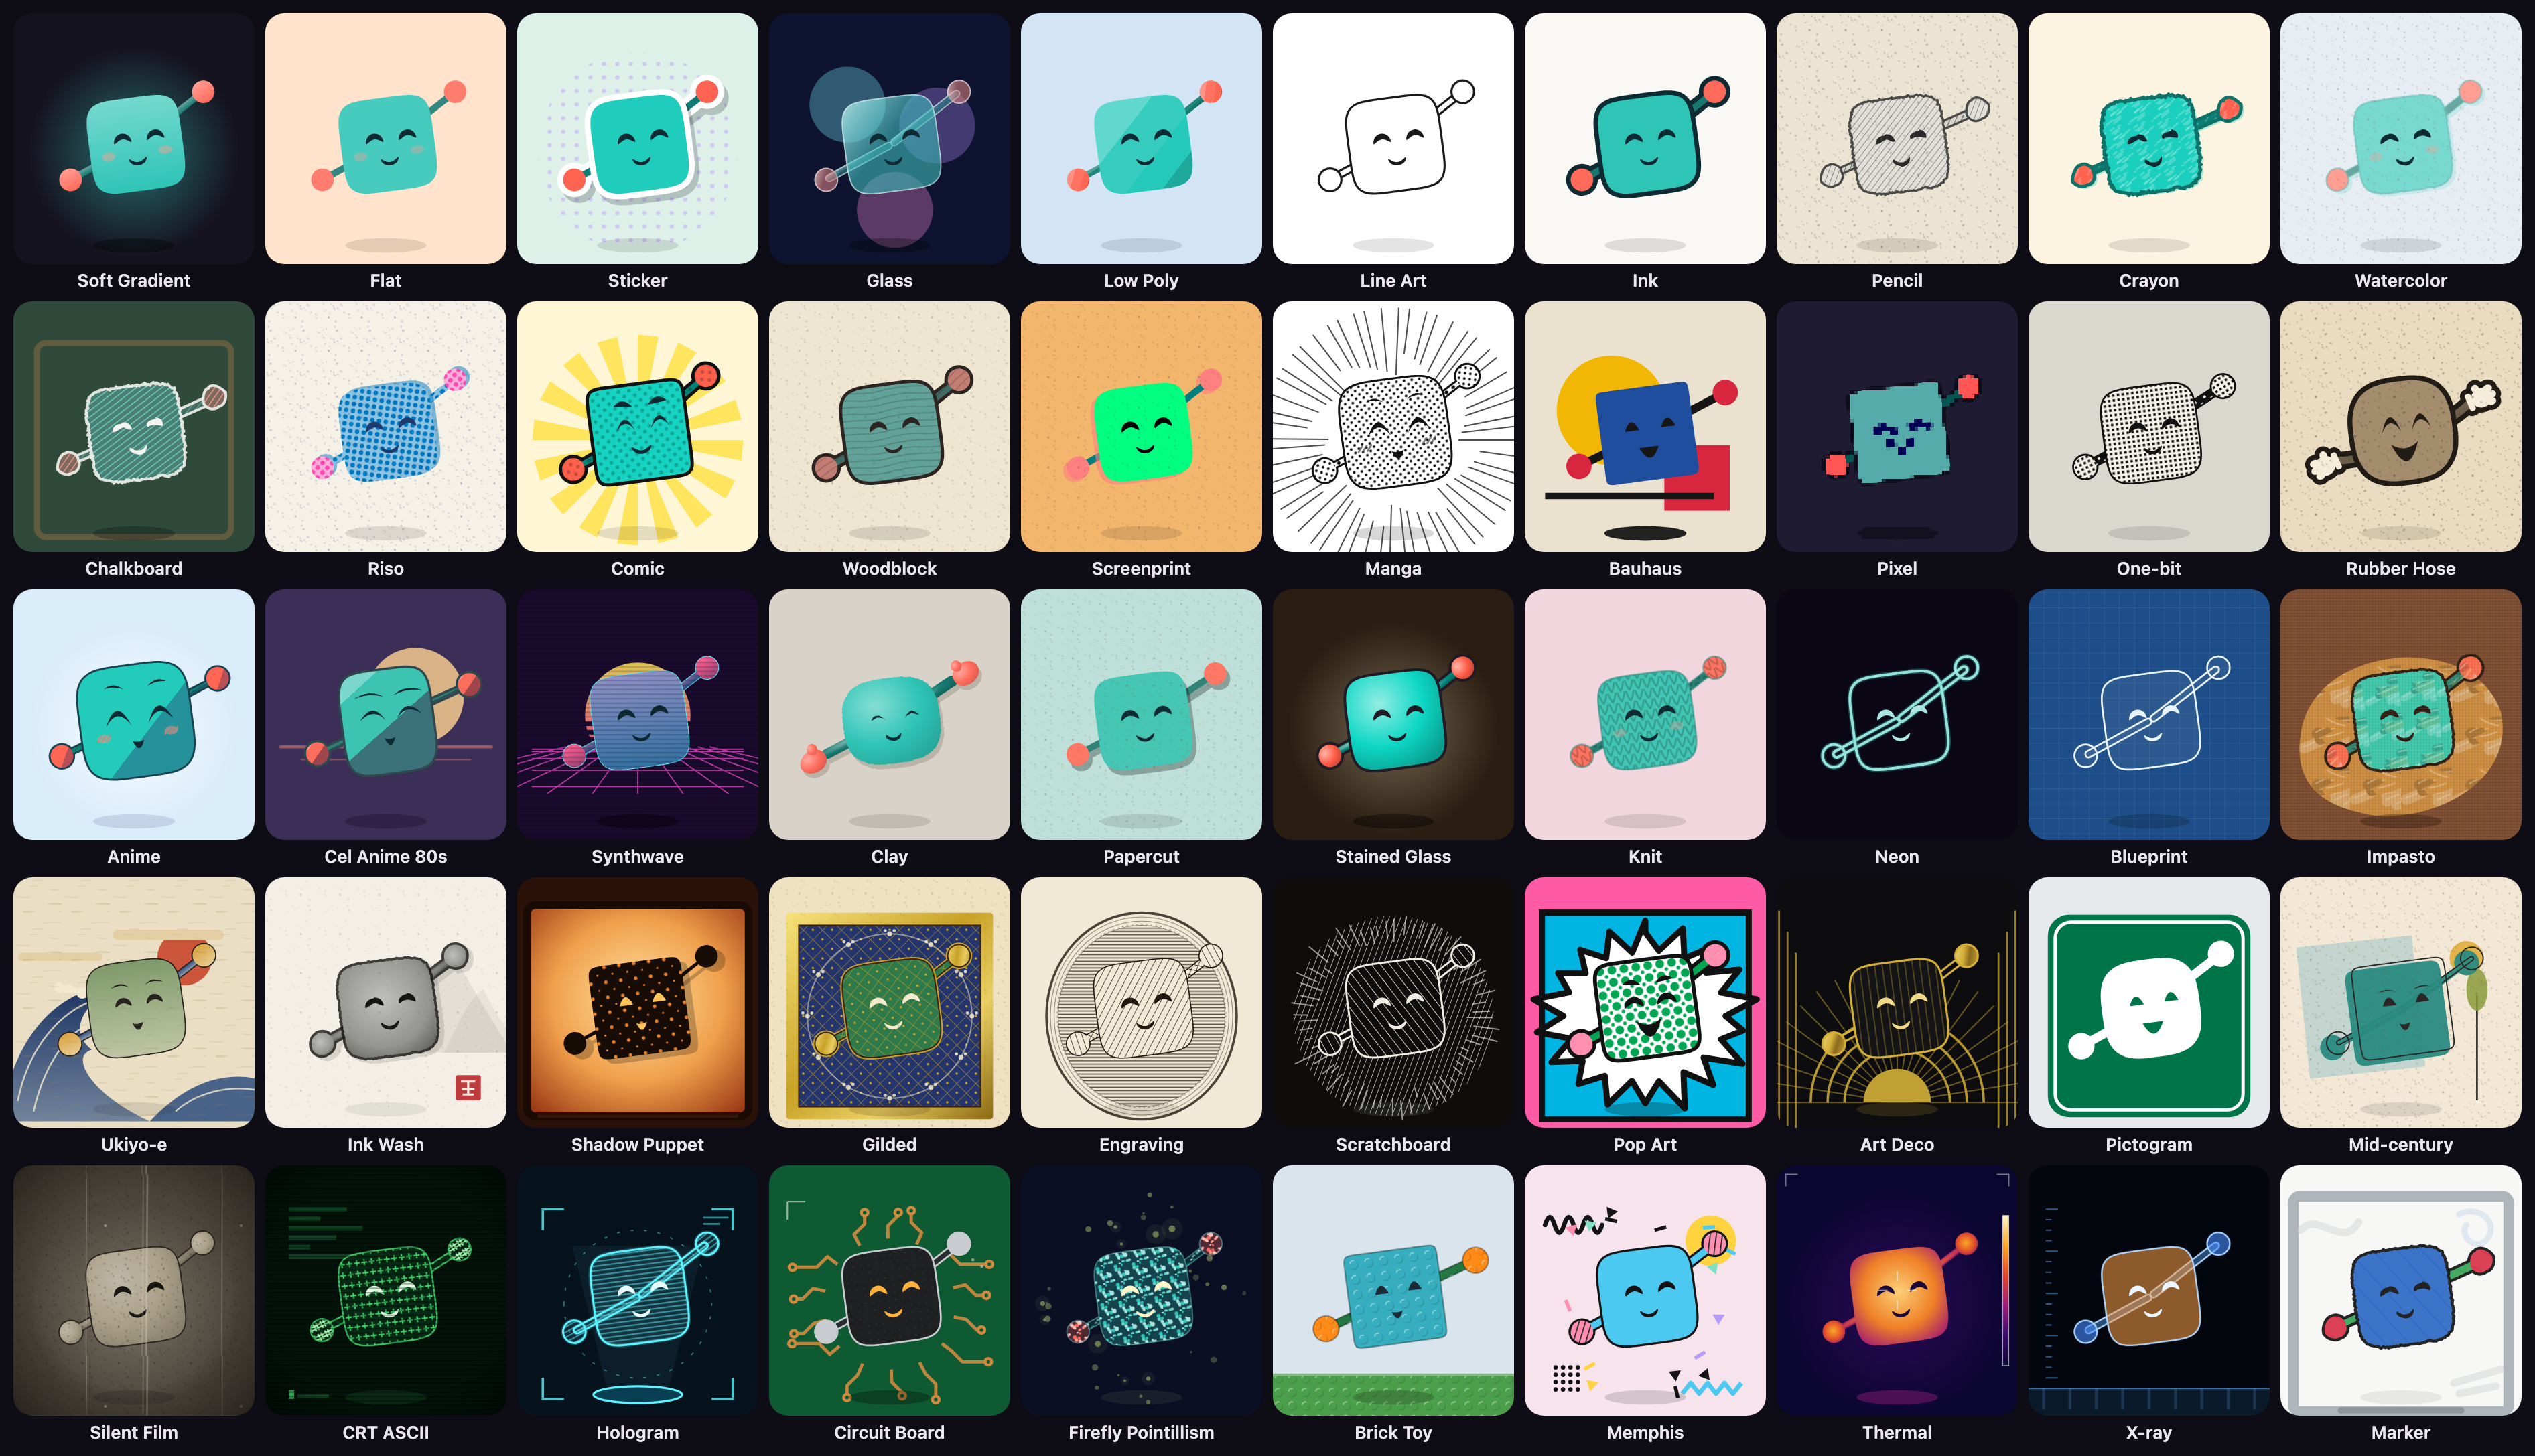 Soft Gradient
Flat
Sticker
Glass
Low Poly
Line Art
Ink
Pencil
Crayon
Watercolor
Chalkboard
Riso
Comic
Woodblock
Screenprint
Manga
Bauhaus
Pixel
One-bit
Rubber Hose
Anime
Cel Anime 80s
Synthwave
Clay
Papercut
Stained Glass
Knit
Neon
Blueprint
Impasto
Ukiyo-e
Ink Wash
Shadow Puppet
Gilded
Engraving
Scratchboard
Pop Art
Art Deco
Pictogram
Mid-century
Silent Film
CRT ASCII
Hologram
Circuit Board
Firefly Pointillism
Brick Toy
Memphis
Thermal
X-ray
Marker